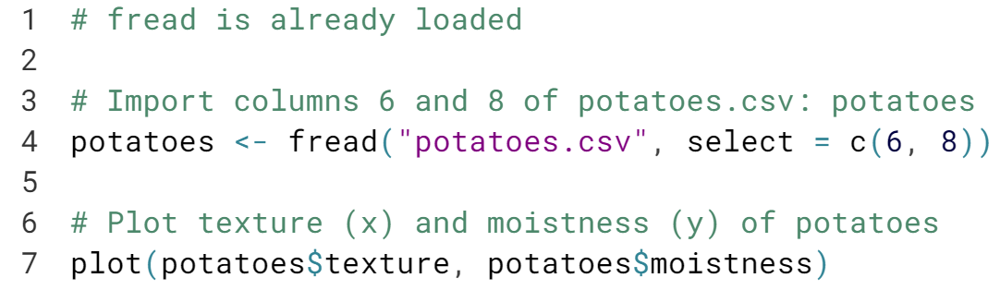 1 # fread is already loaded
2
3 # Import columns 6 and 8 of potatoes.csv: potatoes
4 potatoes <- fread("potatoes.csv", select = c(6, 8))
5
6 # Plot texture (x) and moistness (y) of potatoes
7 plot(potatoes$texture, potatoes$moistness)